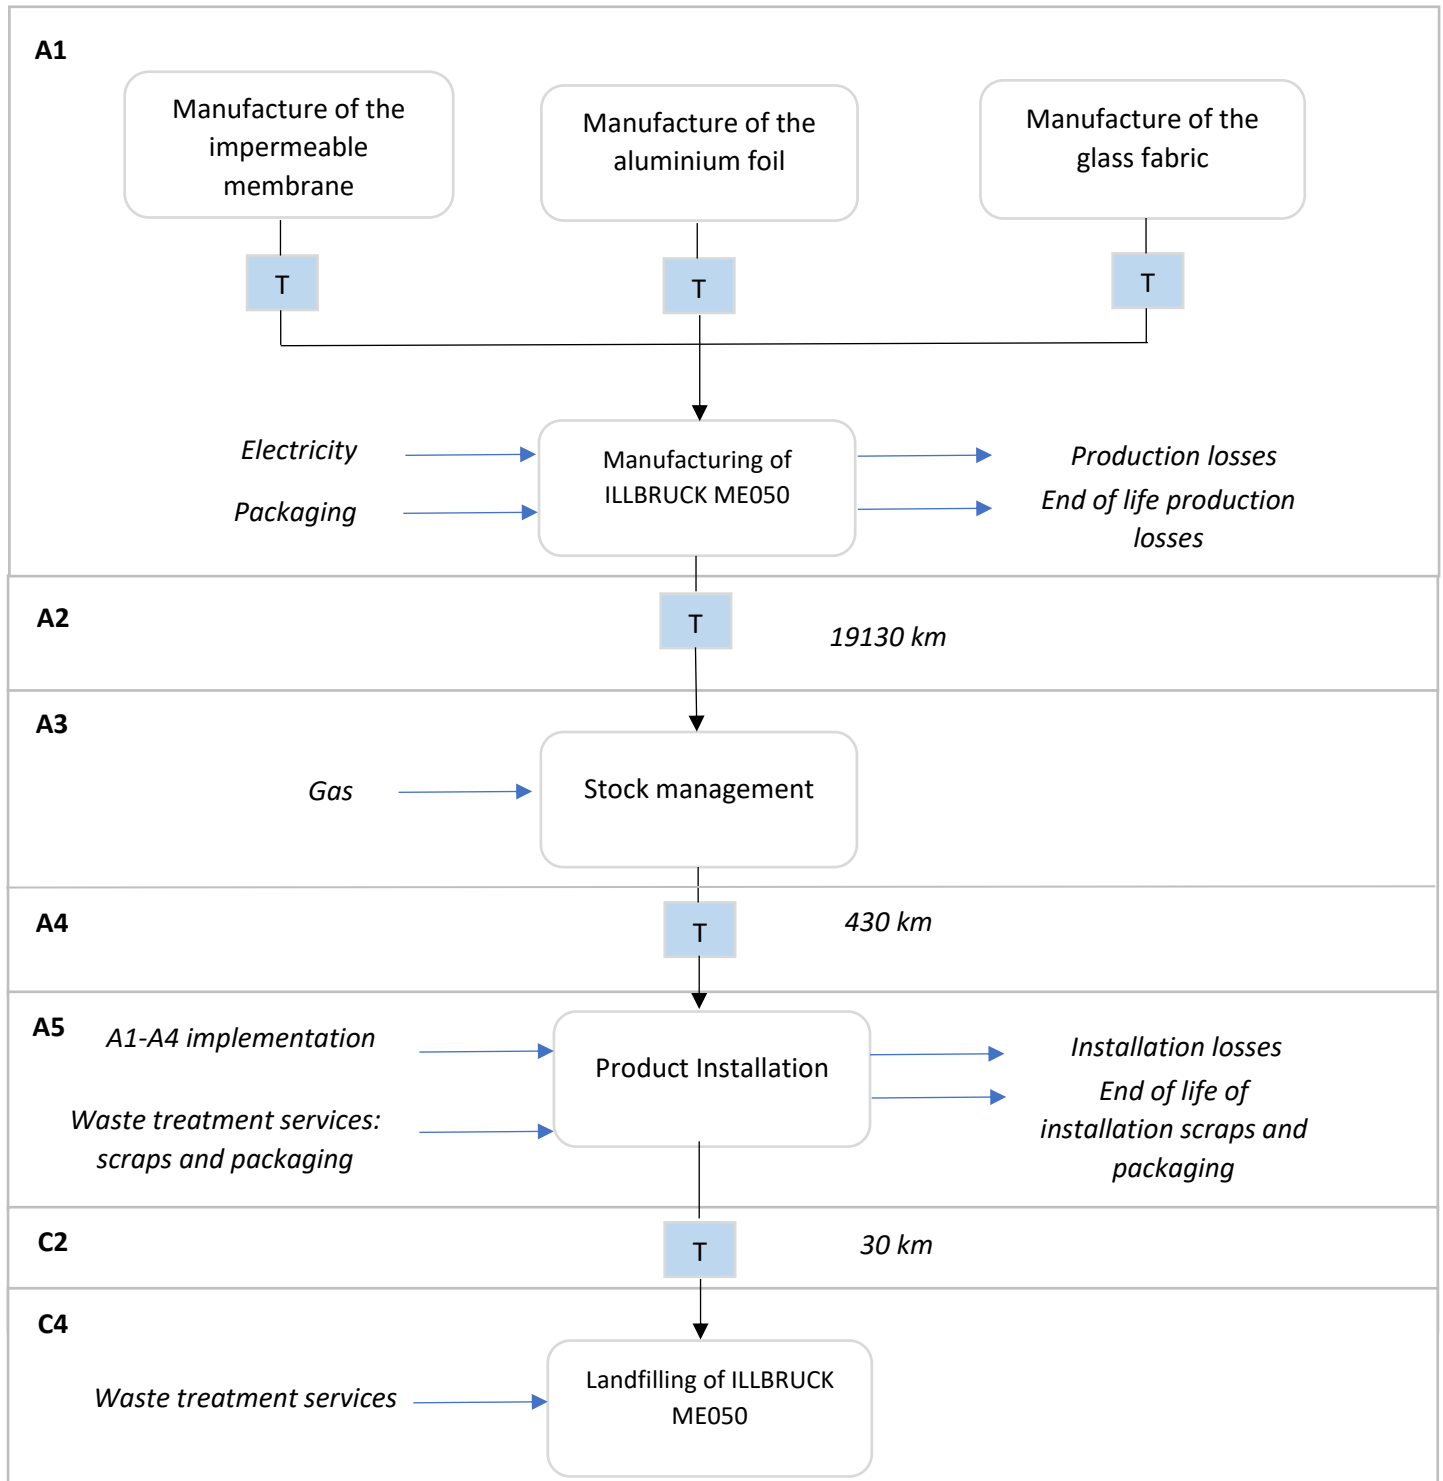 A1
Manufacture of the
impermeable
membrane
Manufacture of the
aluminium foil
Manufacture of the
glass fabric
T
T
T
Electricity
Packaging
Manufacturing of
ILLBRUCK ME050
Production losses
End of life production
losses
A2
T
19130 km
A3
Gas
Stock management
A4
T
430 km
A5
A1-A4 implementation
Waste treatment services:
scraps and packaging
Product Installation
Installation losses
End of life of
installation scraps and
packaging
C2
T
30 km
C4
Waste treatment services
Landfilling of ILLBRUCK
ME050